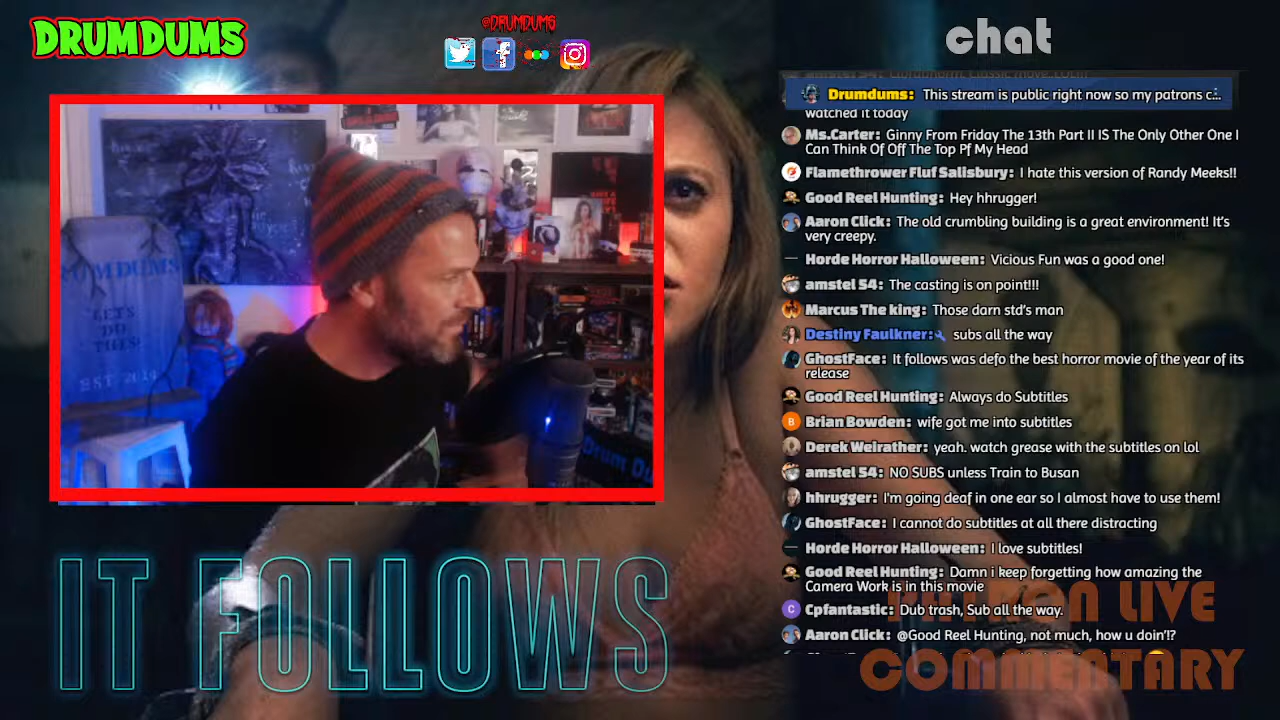 DRUMDUMS
@DRUMDUMS
chat
Drumdums: This stream is public right now so my patrons c...
watched it today
Ms.Carter: Ginny From Friday The 13th Part II IS The Only Other One I
Can Think Of Off The Top Pf My Head
Flamethrower Fluf Salisbury: I hate this version of Randy Meeks!!
Good Reel Hunting: Hey hhrugger!
Aaron Click: The old crumbling building is a great environment! It's
very creepy.
Horde Horror Halloween: Vicious Fun was a good one!
amstel 54: The casting is on point!!!
Marcus The king: Those darn std's man
Destiny Faulkner: subs all the way
GhostFace: It follows was defo the best horror movie of the year of its
release
Good Reel Hunting: Always do Subtitles
B Brian Bowden: wife got me into subtitles
Derek Weirather: yeah. watch grease with the subtitles on lol
amstel 54: NO SUBS unless Train to Busan
hhrugger: I'm going deaf in one ear so I almost have to use them!
GhostFace: I cannot do subtitles at all there distracting
Horde Horror Halloween: I love subtitles!
Good Reel Hunting: Damn i keep forgetting how amazing the
Camera Work is in this movie
C Cpfantastic: Dub trash, Sub all the way.
Aaron Click: @Good Reel Hunting, not much, how u doin'!?
MUMDUMS
LET'S
DO
THIS!
EST 2014
Drum Du
IT FOLLOWS
LIVE
COMMENTARY